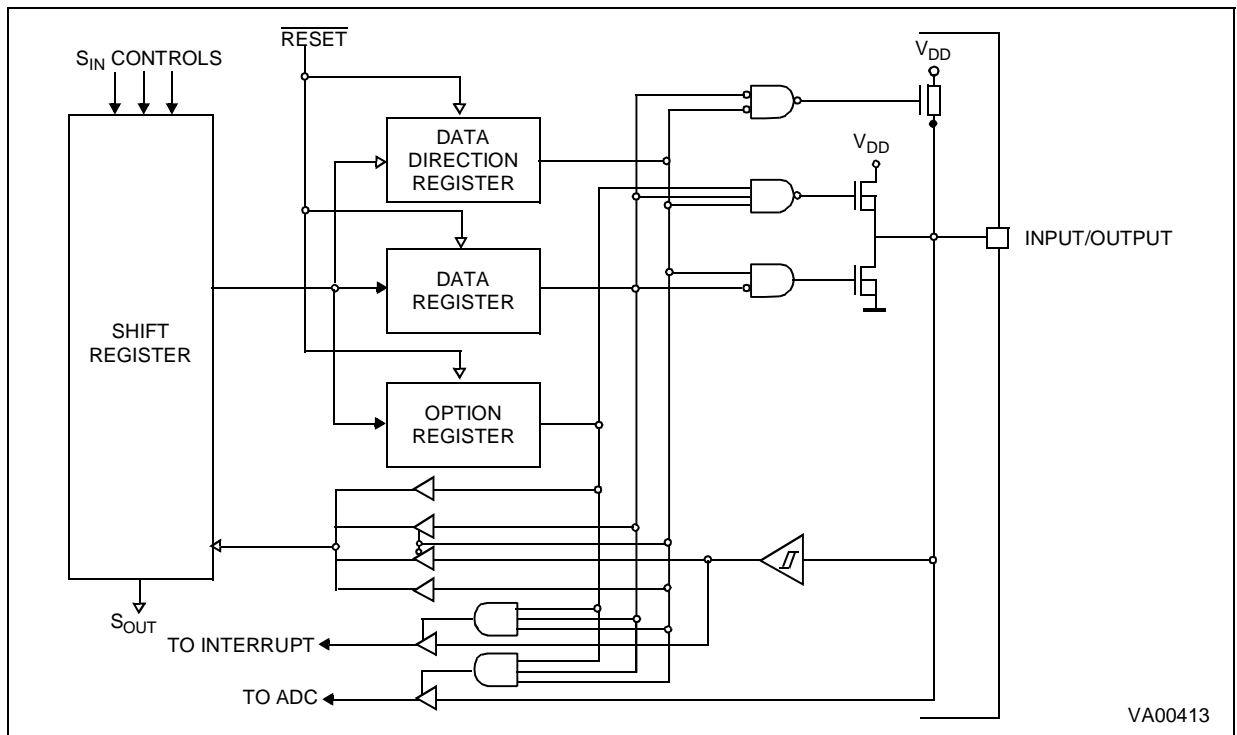 RESET
S_IN CONTROLS
V_DD
DATA
DIRECTION
REGISTER
V_DD
INPUT/OUTPUT
DATA
REGISTER
SHIFT
REGISTER
OPTION
REGISTER
S_OUT
TO INTERRUPT
TO ADC
VA00413